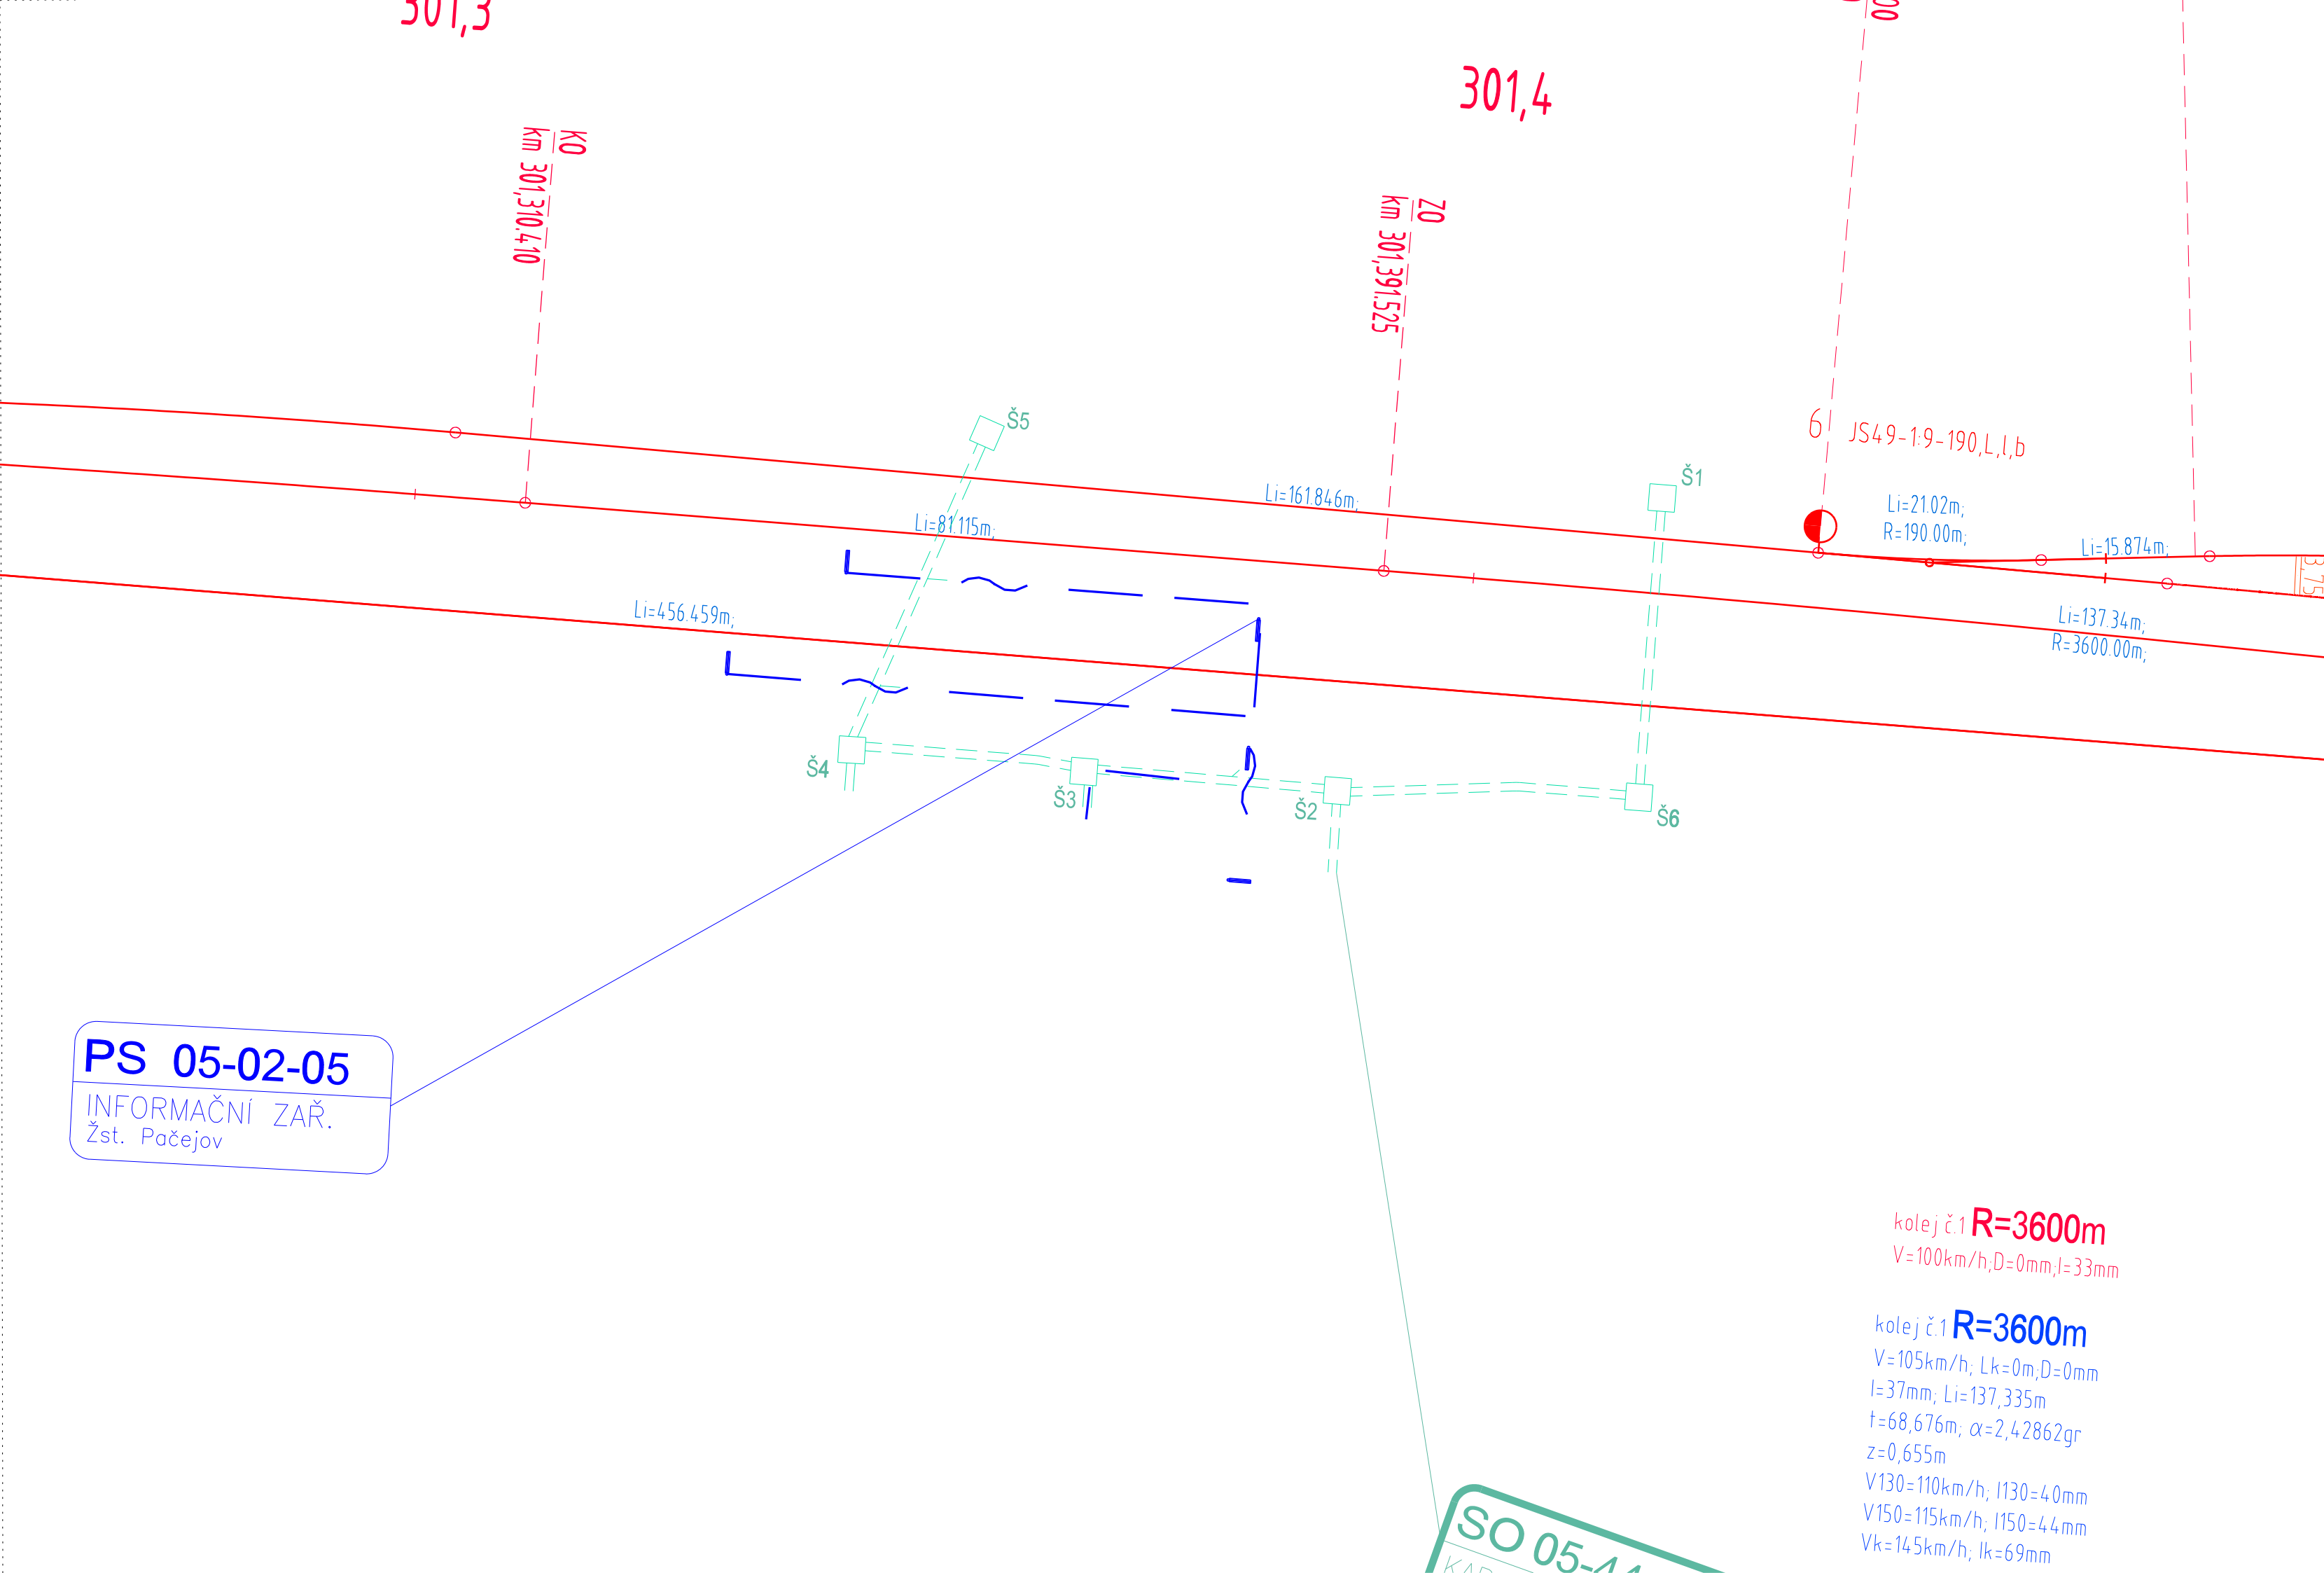 301,3
301,4
KO
km 301,310.410
ZO
km 301,391.525
6
JS49-1:9-190,L,l,b
Š5
Š1
Li=161.846m;
Li=81.115m;
Li=21.02m;
R=190.00m;
Li=15.874m;
Li=456.459m;
Li=137.34m;
R=3600.00m;
Š4
Š3
Š2
Š6
PS 05-02-05
INFORMAČNÍ ZAŘ.
Žst. Pačejov
kolej č.1 R=3600m
V=100km/h;D=0mm;I=33mm
kolej č.1 R=3600m
V=105km/h; Lk=0m;D=0mm
I=37mm; Li=137,335m
t=68,676m; α=2,42862gr
z=0,655m
V130=110km/h; I130=40mm
V150=115km/h; I150=44mm
Vk=145km/h; Ik=69mm
SO 05-